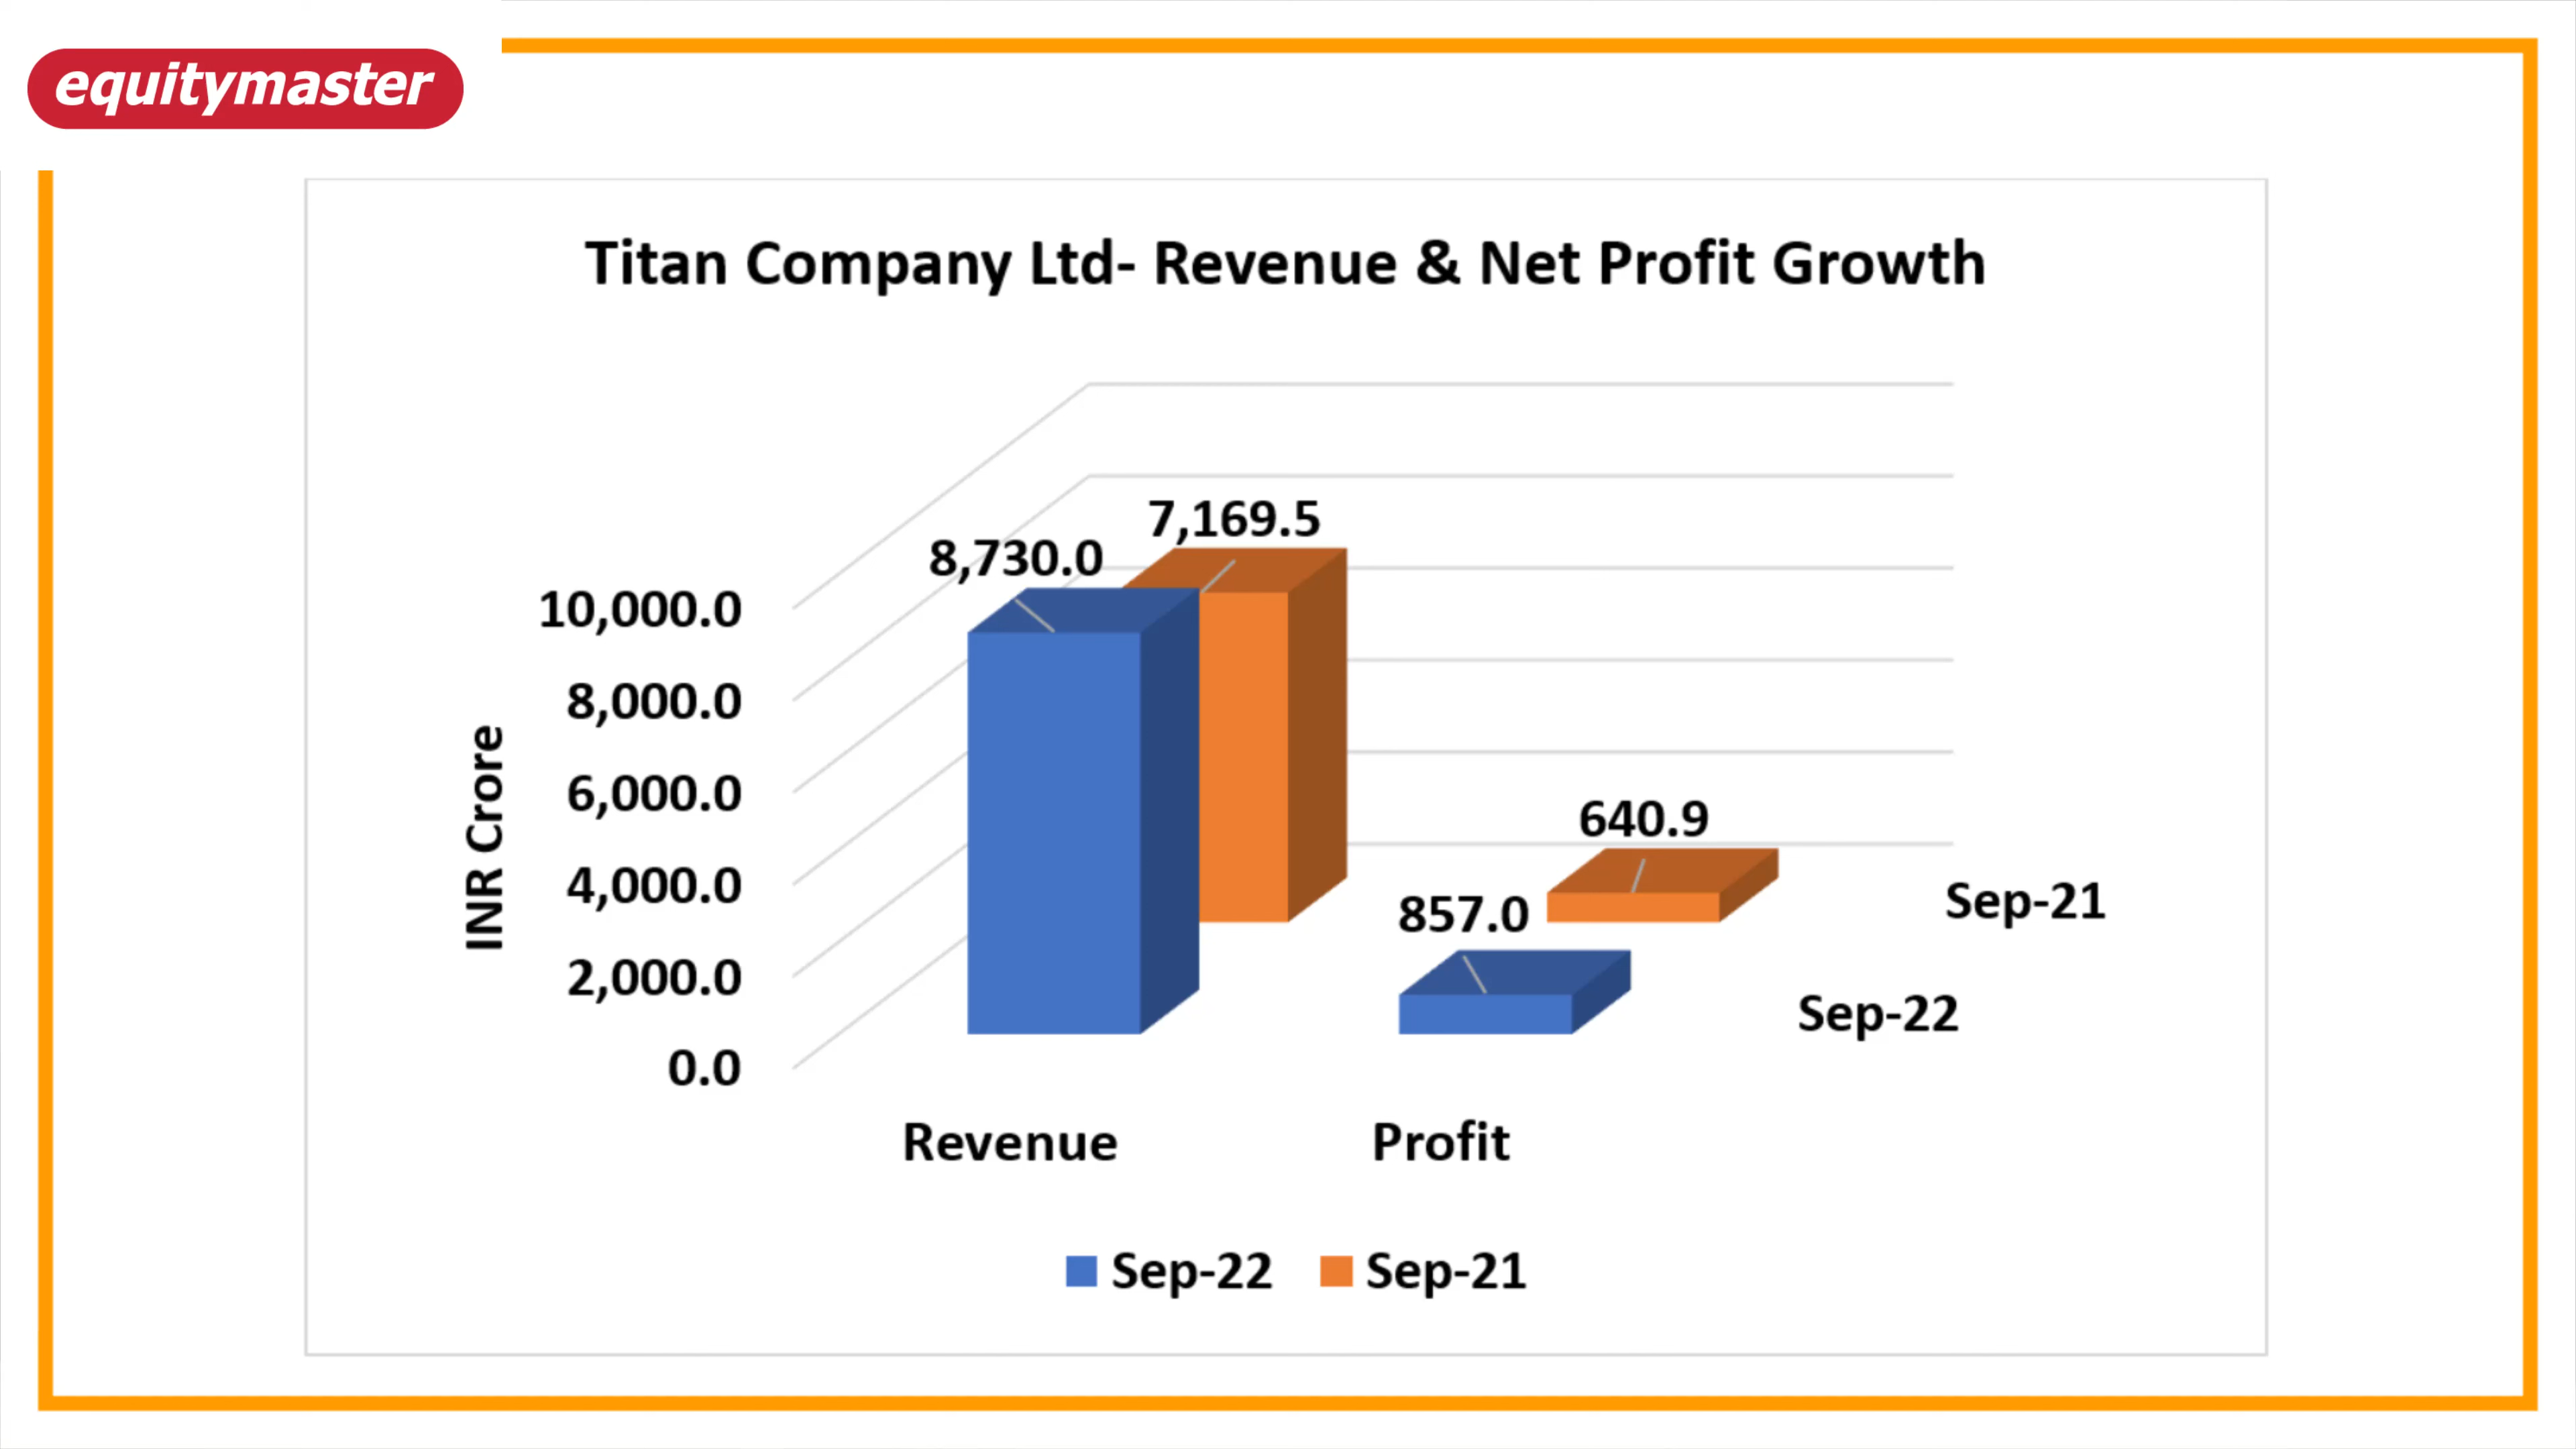 equitymaster
Titan Company Ltd- Revenue & Net Profit Growth
7,169.5
8,730.0
10,000.0
8,000.0
6,000.0
4,000.0
2,000.0
0.0
INR Crore
640.9
857.0
Sep-21
Sep-22
Revenue
Profit
Sep-22
Sep-21